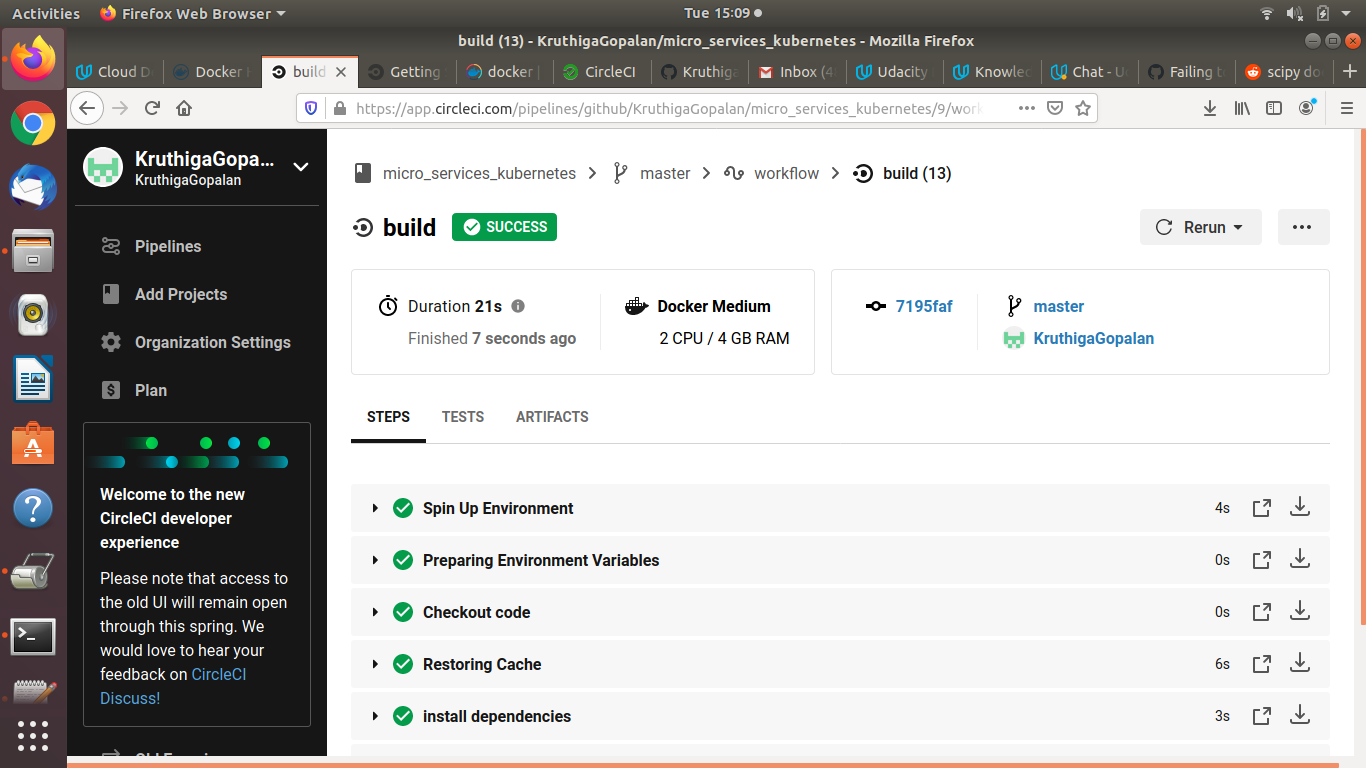 Activities Firefox Web Browser Tue 15:09
build (13) - KruthigaGopalan/micro_services_kubernetes - Mozilla Firefox
Cloud D Docker build Getting docker CircleCI Kruthiga Inbox (4 Udacity Knowle Chat - U Failing t scipy do
https://app.circleci.com/pipelines/github/KruthigaGopalan/micro_services_kubernetes/9/work
KruthigaGopa...
KruthigaGopalan
Pipelines
Add Projects
Organization Settings
Plan
Welcome to the new
CircleCI developer
experience
Please note that access to
the old UI will remain open
through this spring. We
would love to hear your
feedback on CircleCI
Discuss!
micro_services_kubernetes master workflow build (13)
build SUCCESS Rerun
Duration 21s Docker Medium
Finished 7 seconds ago 2 CPU / 4 GB RAM
7195faf master
KruthigaGopalan
STEPS TESTS ARTIFACTS
Spin Up Environment 4s
Preparing Environment Variables 0s
Checkout code 0s
Restoring Cache 6s
install dependencies 3s